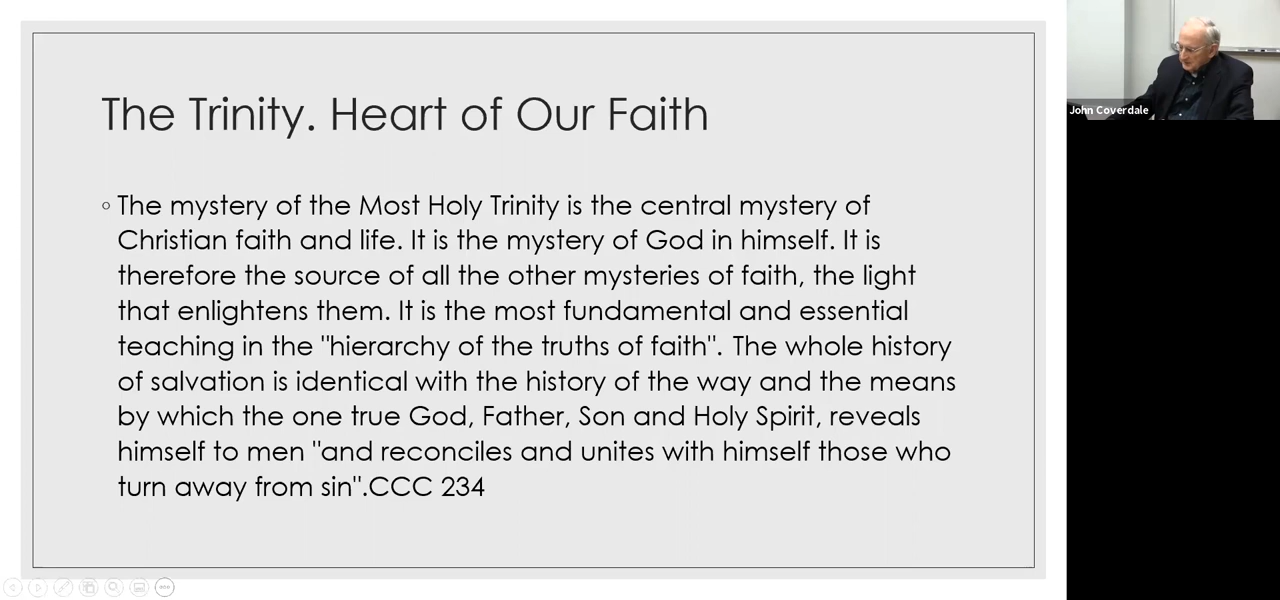 The Trinity. Heart of Our Faith
The mystery of the Most Holy Trinity is the central mystery of
Christian faith and life. It is the mystery of God in himself. It is
therefore the source of all the other mysteries of faith, the light
that enlightens them. It is the most fundamental and essential
teaching in the "hierarchy of the truths of faith". The whole history
of salvation is identical with the history of the way and the means
by which the one true God, Father, Son and Holy Spirit, reveals
himself to men "and reconciles and unites with himself those who
turn away from sin".CCC 234
John Coverdale